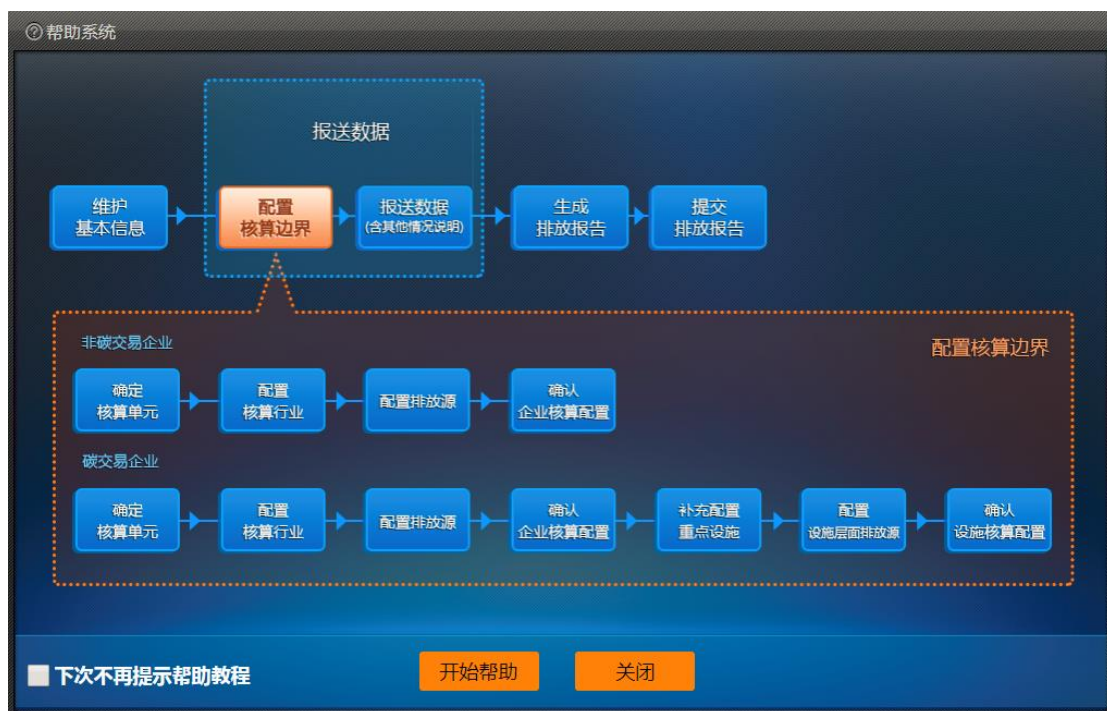 帮助系统
报送数据
维护
基本信息
配置
核算边界
报送数据
(含其他情况说明)
生成
排放报告
提交
排放报告
非碳交易企业
配置核算边界
确定
核算单元
配置
核算行业
配置排放源
确认
企业核算配置
碳交易企业
确定
核算单元
配置
核算行业
配置排放源
确认
企业核算配置
补充配置
重点设施
配置
设施层面排放源
确认
设施核算配置
下次不再提示帮助教程
开始帮助
关闭